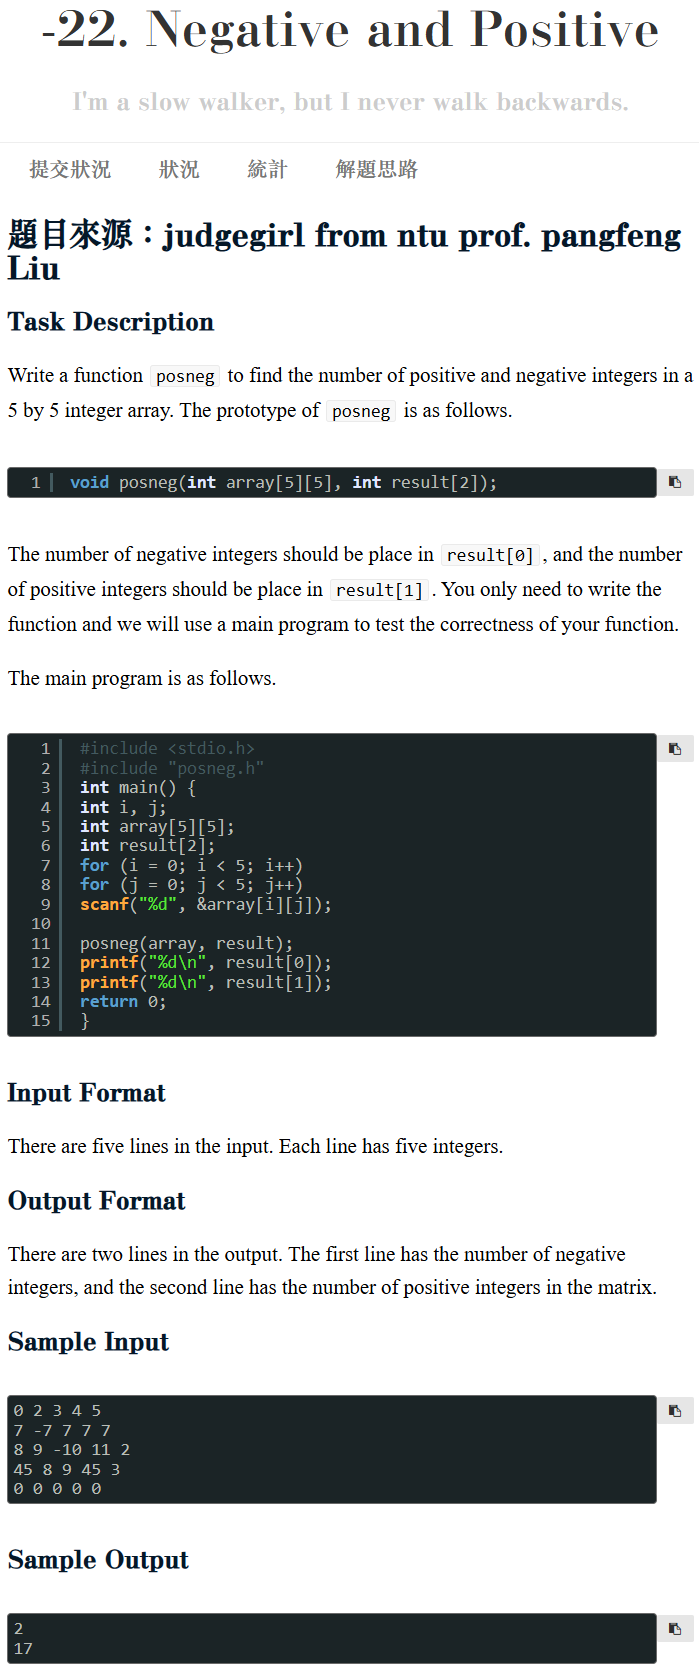 -22. Negative and Positive
I'm a slow walker, but I never walk backwards.
提交狀況 狀況 統計 解題思路
題目來源：judgegirl from ntu prof. pangfeng
Liu
Task Description
Write a function posneg to find the number of positive and negative integers in a
5 by 5 integer array. The prototype of posneg is as follows.
1 void posneg(int array[5][5], int result[2]);
The number of negative integers should be place in result[0] , and the number
of positive integers should be place in result[1] . You only need to write the
function and we will use a main program to test the correctness of your function.
The main program is as follows.
1 #include <stdio.h>
2 #include "posneg.h"
3 int main() {
4 int i, j;
5 int array[5][5];
6 int result[2];
7 for (i = 0; i < 5; i++)
8 for (j = 0; j < 5; j++)
9 scanf("%d", &array[i][j]);
10
11 posneg(array, result);
12 printf("%d\n", result[0]);
13 printf("%d\n", result[1]);
14 return 0;
15 }
Input Format
There are five lines in the input. Each line has five integers.
Output Format
There are two lines in the output. The first line has the number of negative
integers, and the second line has the number of positive integers in the matrix.
Sample Input
0 2 3 4 5
7 -7 7 7 7
8 9 -10 11 2
45 8 9 45 3
0 0 0 0 0
Sample Output
2
17